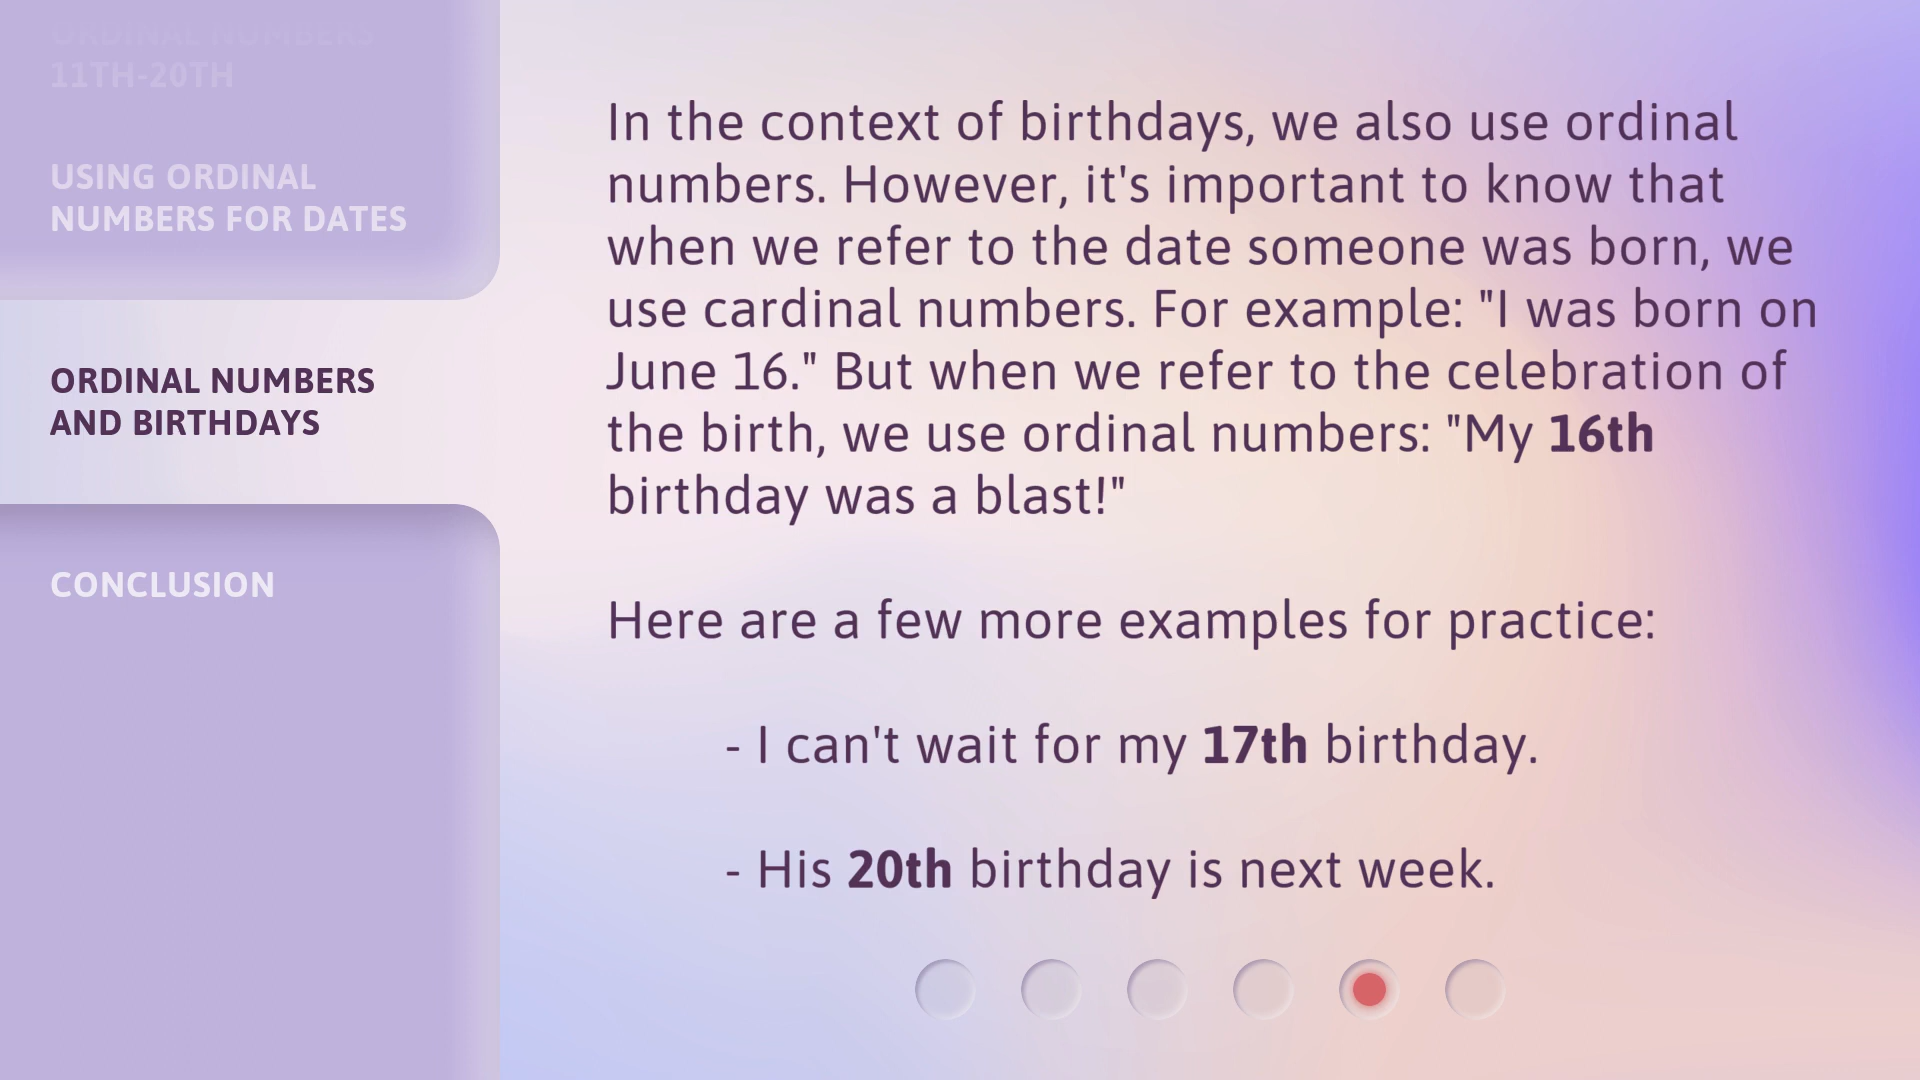 ORDINAL NUMBERS
11TH-20TH
USING ORDINAL
NUMBERS FOR DATES
ORDINAL NUMBERS
AND BIRTHDAYS
CONCLUSION
In the context of birthdays, we also use ordinal
numbers. However, it's important to know that
when we refer to the date someone was born, we
use cardinal numbers. For example: "I was born on
June 16." But when we refer to the celebration of
the birth, we use ordinal numbers: "My 16th
birthday was a blast!"
Here are a few more examples for practice:
- I can't wait for my 17th birthday.
- His 20th birthday is next week.